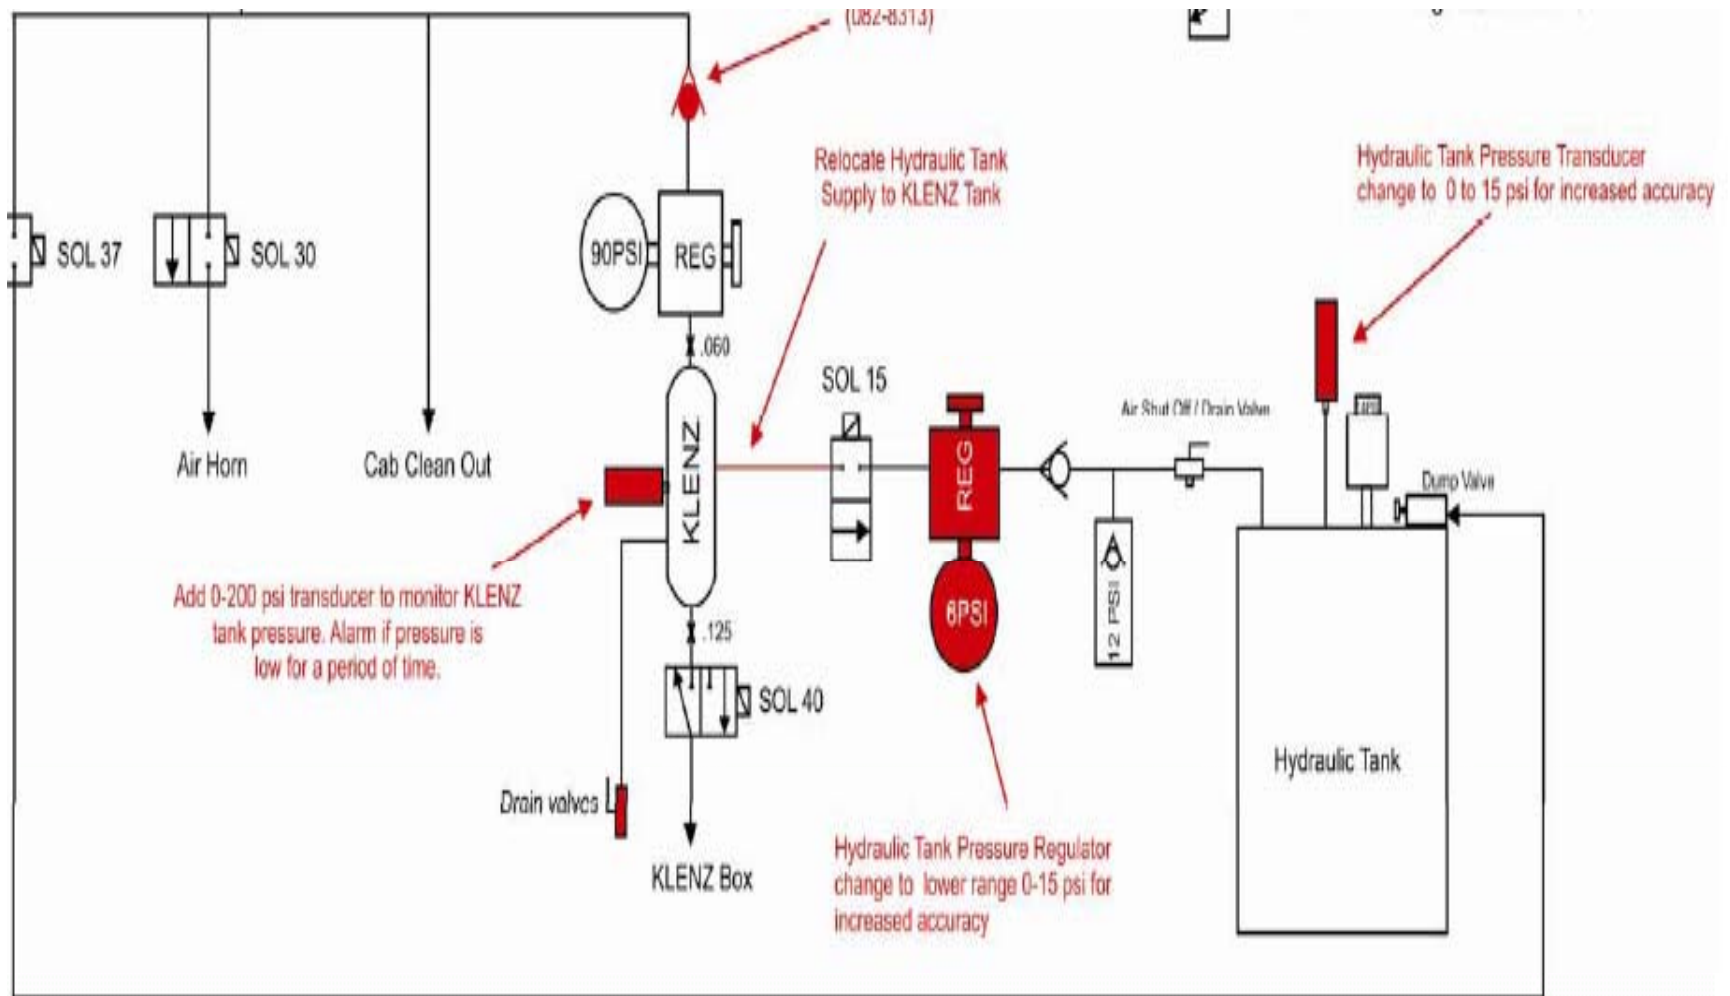 (082-8313)
Relocate Hydraulic Tank
Supply to KLENZ Tank
Hydraulic Tank Pressure Transducer
change to 0 to 15 psi for increased accuracy
SOL 37
SOL 30
90PSI
REG
.060
SOL 15
Air Shut Off / Drain Valve
Air Horn
Cab Clean Out
KLENZ
REG
Dump Valve
12 PSI
6PSI
Add 0-200 psi transducer to monitor KLENZ
tank pressure. Alarm if pressure is
low for a period of time.
.125
SOL 40
Hydraulic Tank
Drain valves
KLENZ Box
Hydraulic Tank Pressure Regulator
change to lower range 0-15 psi for
increased accuracy